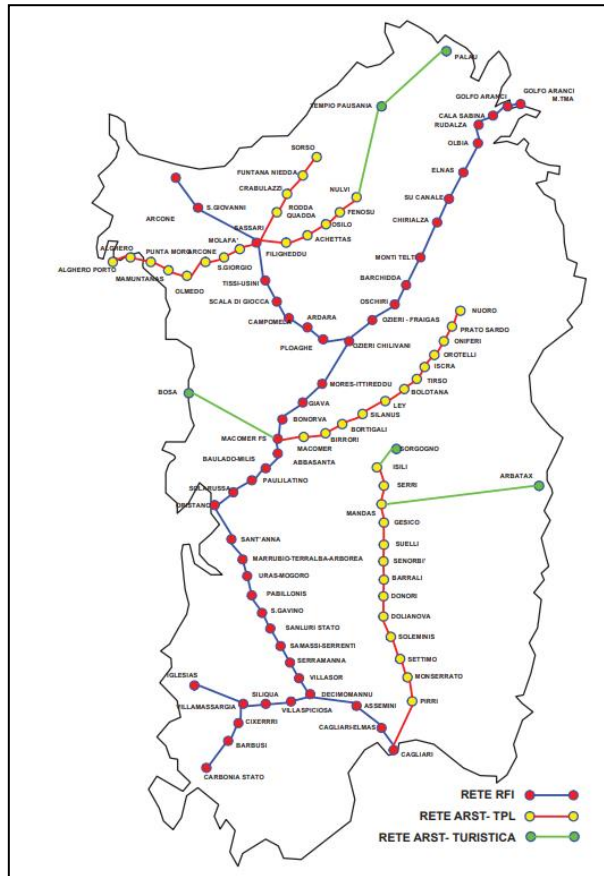 PALAU
GOLFO ARANCI
GOLFO ARANCI
M.TMA
TEMPIO PAUSANIA
CALA SABINA
RUDALZA
OLBIA
SORSO
ELNAS
FUNTANA NIEDDA
CRABULAZZI
NULVI
SU CANALE
S.GIOVANNI
RODDA
QUADDA
FENOSU
ARCONE
OSILO
CHIRIALZA
SASSARI
ACHETTAS
MOLAFA'
FILIGHEDDU
ALGHERO
PUNTA MORO
ARCONE
S.GIORGIO
MONTI TELTI
ALGHERO PORTO
MAMUNTANAS
OLMEDO
TISSI-USINI
BARCHIDDA
SCALA DI GIOCCA
OSCHIRI
CAMPOMELA
ARDARA
OZIERI - FRAIGAS
NUORO
PLOAGHE
OZIERI CHILIVANI
PRATO SARDO
ONIFERI
OROTELLI
ISCRA
MORES-ITTIREDDU
TIRSO
BOLOTANA
BOSA
GIAVA
LEY
SILANUS
BONORVA
BORTIGALI
MACOMER FS
BIRRORI
MACOMER
BAULADO-MILIS
ABBASANTA
SORGOGNO
ISILI
PAULILATINO
SERRI
ARBATAX
SOLARUSSA
ORISTANO
MANDAS
GESICO
SANT'ANNA
SUELLI
MARRUBIO-TERRALBA-ARBOREA
SENORBI'
URAS-MOGORO
BARRALI
PABILLONIS
DONORI
S.GAVINO
DOLIANOVA
SANLURI STATO
SOLEMINIS
SAMASSI-SERRENTI
SERRAMANNA
SETTIMO
IGLESIAS
VILLASOR
MONSERRATO
SILIQUA
DECIMOMANNU
PIRRI
VILLAMASSARGIA
VILLASPICIOSA
ASSEMINI
CIXERRRI
CAGLIARI-ELMAS
BARBUSI
CAGLIARI
CARBONIA STATO
RETE RFI
RETE ARST- TPL
RETE ARST- TURISTICA